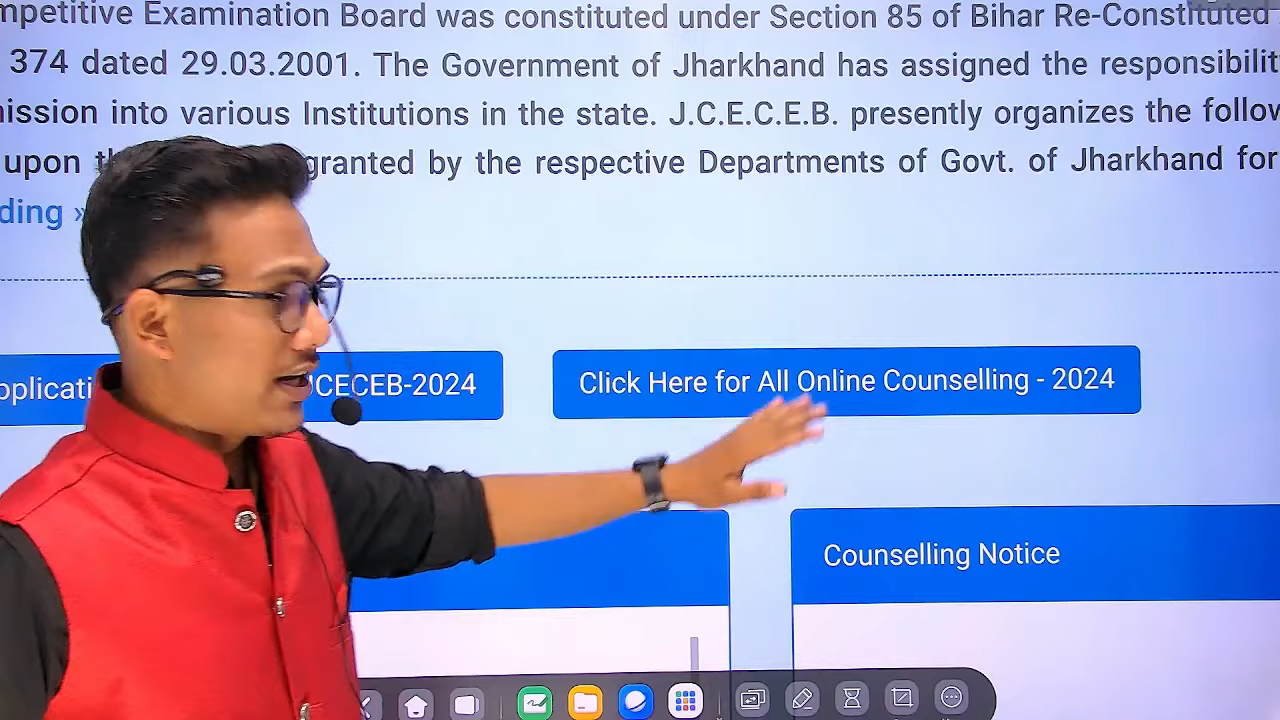 mpetitive Examination Board was constituted under Section 85 of Bihar Re-Constituted
374 dated 29.03.2001. The Government of Jharkhand has assigned the responsibilit
ission into various Institutions in the state. J.C.E.C.E.B. presently organizes the follow
upon granted by the respective Departments of Govt. of Jharkhand for
ding »
pplicati JCECEB-2024
Click Here for All Online Counselling - 2024
Counselling Notice